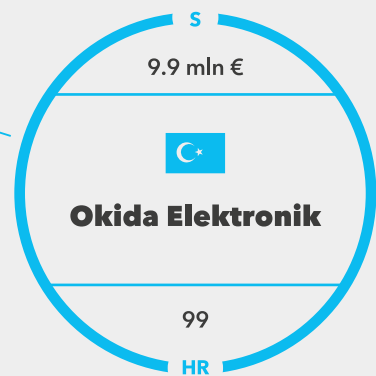 S
9.9 mln €
Okida Elektronik
99
HR